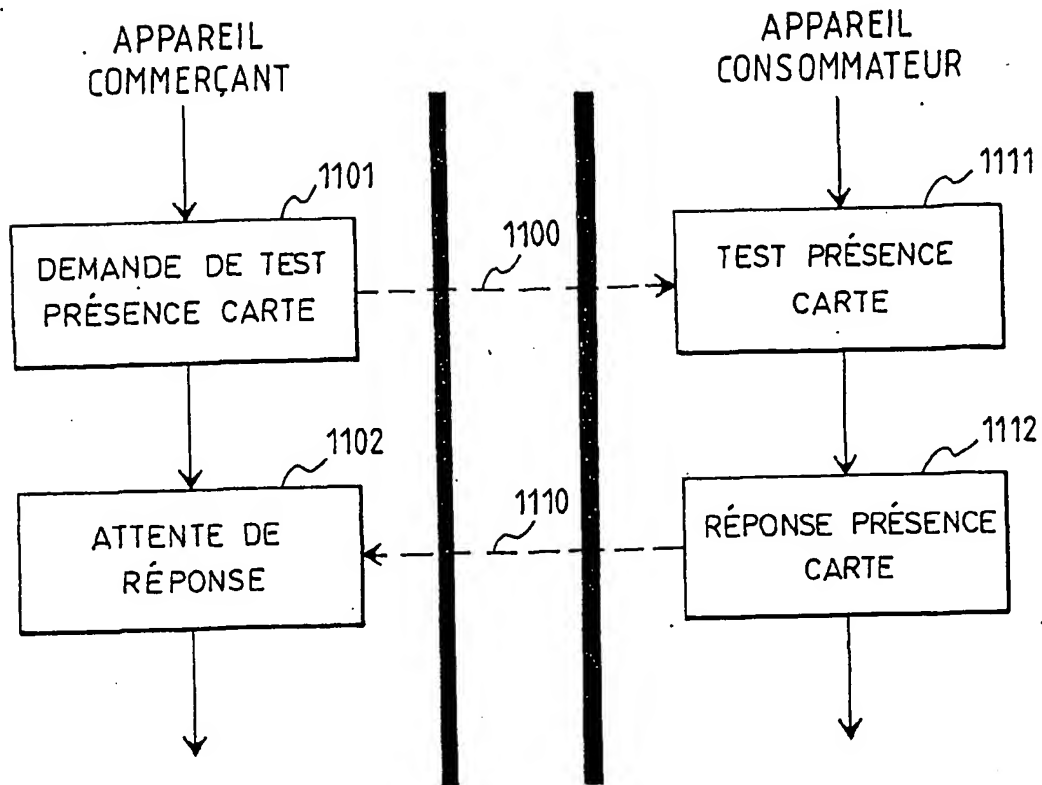 APPAREIL
COMMERÇANT
APPAREIL
CONSOMMATEUR
1101
DEMANDE DE TEST
PRÉSENCE CARTE
1100
1111
TEST PRÉSENCE
CARTE
1102
ATTENTE DE
RÉPONSE
1110
1112
RÉPONSE PRÉSENCE
CARTE